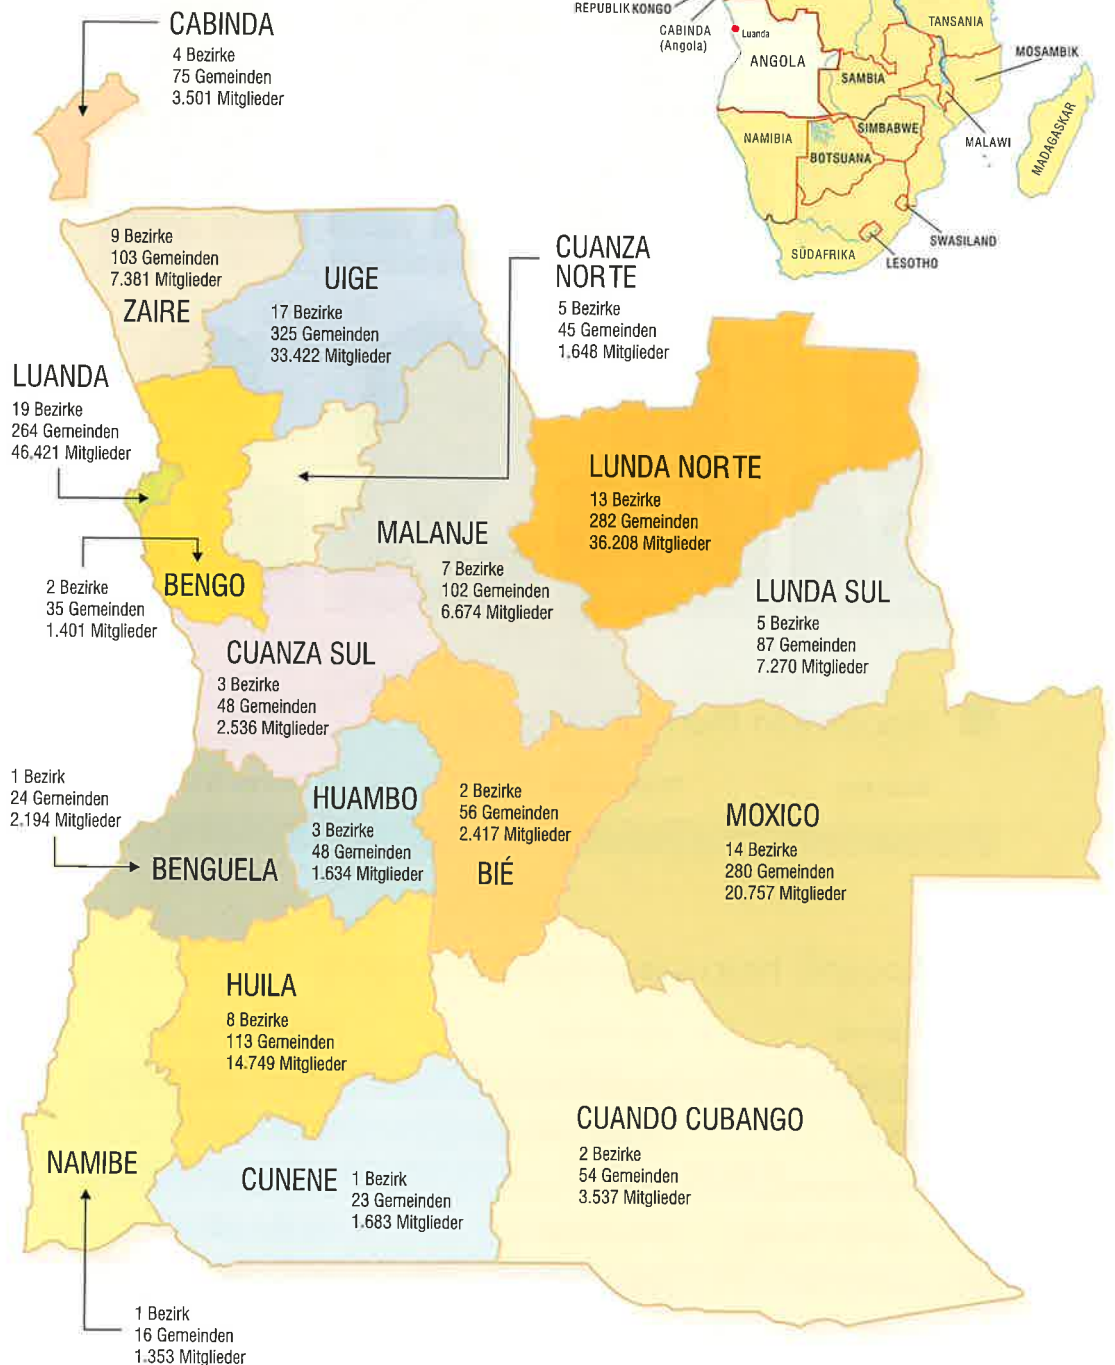 CABINDA
4 Bezirke
75 Gemeinden
3.501 Mitglieder
REPUBLIK KONGO
CABINDA
(Angola)
Luanda
ANGOLA
TANSANIA
MOSAMBIK
SAMBIA
MALAWI
SIMBABWE
NAMIBIA
BOTSUANA
MADAGASKAR
SWASILAND
SÜDAFRIKA
LESOTHO
9 Bezirke
103 Gemeinden
7.381 Mitglieder
ZAIRE
UIGE
17 Bezirke
325 Gemeinden
33.422 Mitglieder
CUANZA
NORTE
5 Bezirke
45 Gemeinden
1.648 Mitglieder
LUANDA
19 Bezirke
264 Gemeinden
46.421 Mitglieder
LUNDA NORTE
13 Bezirke
282 Gemeinden
36.208 Mitglieder
MALANJE
7 Bezirke
102 Gemeinden
6.674 Mitglieder
BENGO
2 Bezirke
35 Gemeinden
1.401 Mitglieder
LUNDA SUL
5 Bezirke
87 Gemeinden
7.270 Mitglieder
CUANZA SUL
3 Bezirke
48 Gemeinden
2.536 Mitglieder
1 Bezirk
24 Gemeinden
2.194 Mitglieder
BENGUELA
HUAMBO
3 Bezirke
48 Gemeinden
1.634 Mitglieder
2 Bezirke
56 Gemeinden
2.417 Mitglieder
BIÉ
MOXICO
14 Bezirke
280 Gemeinden
20.757 Mitglieder
HUILA
8 Bezirke
113 Gemeinden
14.749 Mitglieder
CUANDO CUBANGO
2 Bezirke
54 Gemeinden
3.537 Mitglieder
NAMIBE
CUNENE
1 Bezirk
23 Gemeinden
1.683 Mitglieder
1 Bezirk
16 Gemeinden
1.353 Mitglieder